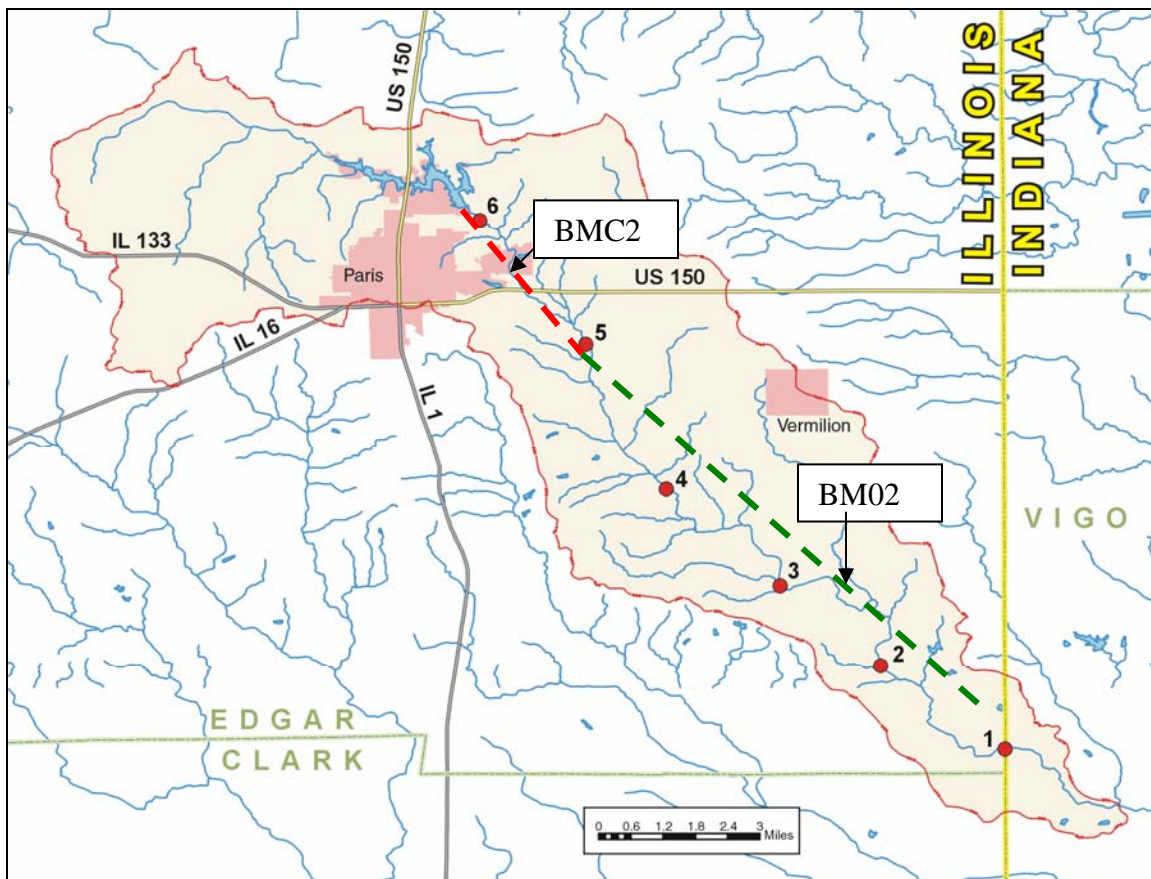 ILLINOIS
INDIANA
US 150
6
BMC2
IL 133
Paris
US 150
IL 16
5
IL 1
Vermilion
4
BM02
VIGO
3
2
EDGAR
CLARK
1
0 0.6 1.2 1.8 2.4 3 Miles